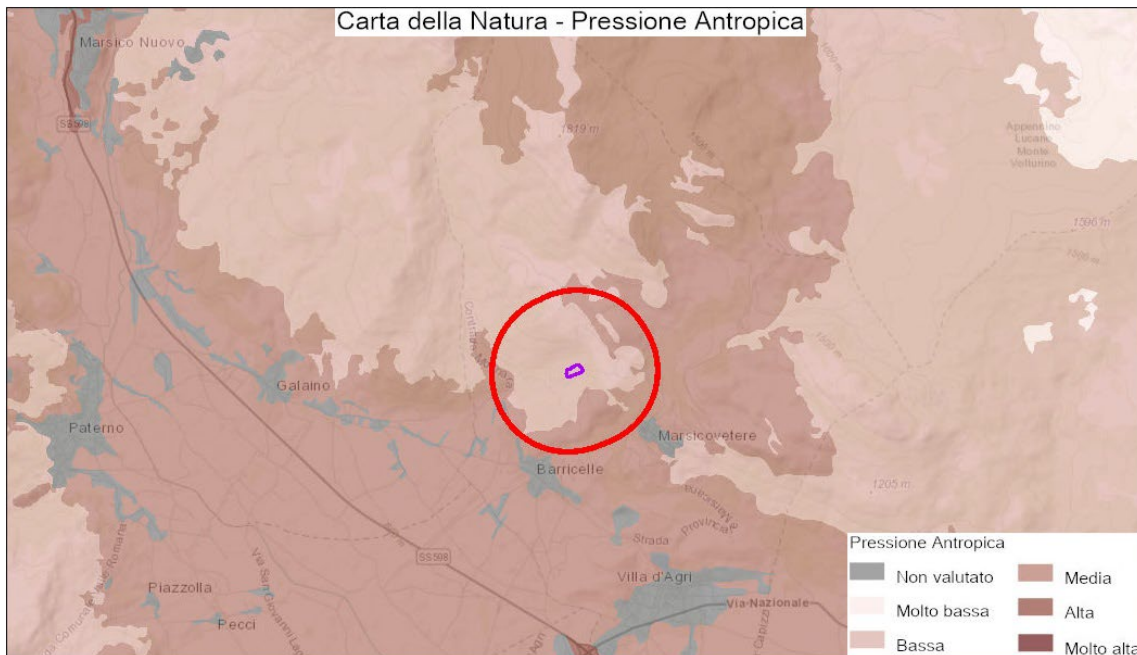 Carta della Natura - Pressione Antropica
Marsico Nuovo
SS598
1819 m
Appennino
Lucano
Monte
Volturino
1596 m
Galaino
Paterno
Marsicovetere
Barricelle
1205 m
Strada
Provincia
Villa d'Agri
SS598
Via Nazionale
Piazzolla
Pecci
Agri
Pressione Antropica
Non valutato
Media
Molto bassa
Alta
Bassa
Molto alta